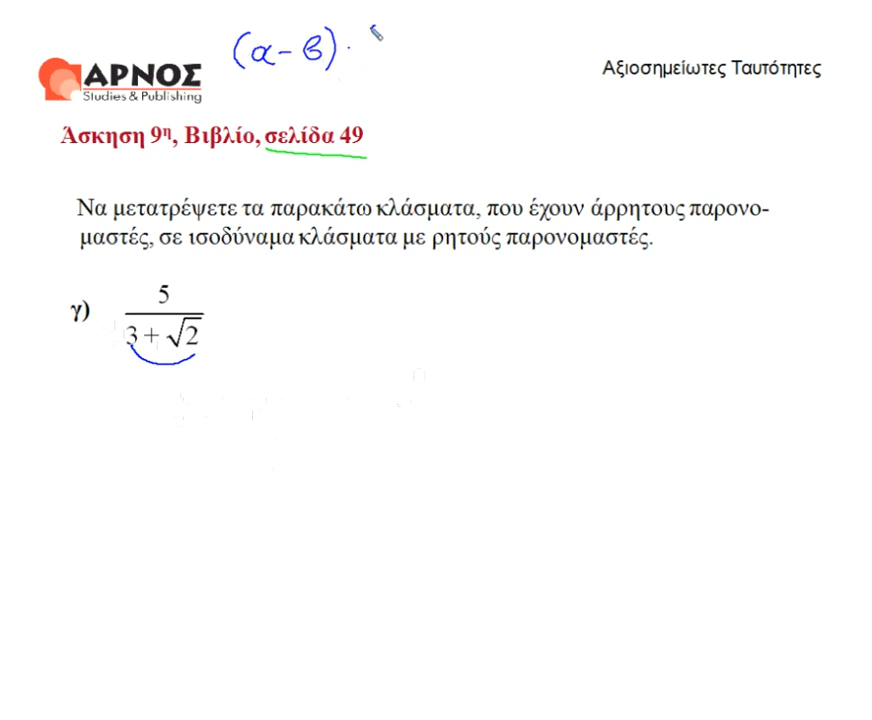 (α - β) ·
ΑΡΝΟΣ
Studies & Publishing
Αξιοσημείωτες Ταυτότητες
Άσκηση 9η, Βιβλίο, σελίδα 49
Να μετατρέψετε τα παρακάτω κλάσματα, που έχουν άρρητους παρονο-
μαστές, σε ισοδύναμα κλάσματα με ρητούς παρονομαστές.
γ) 5
3 + √2